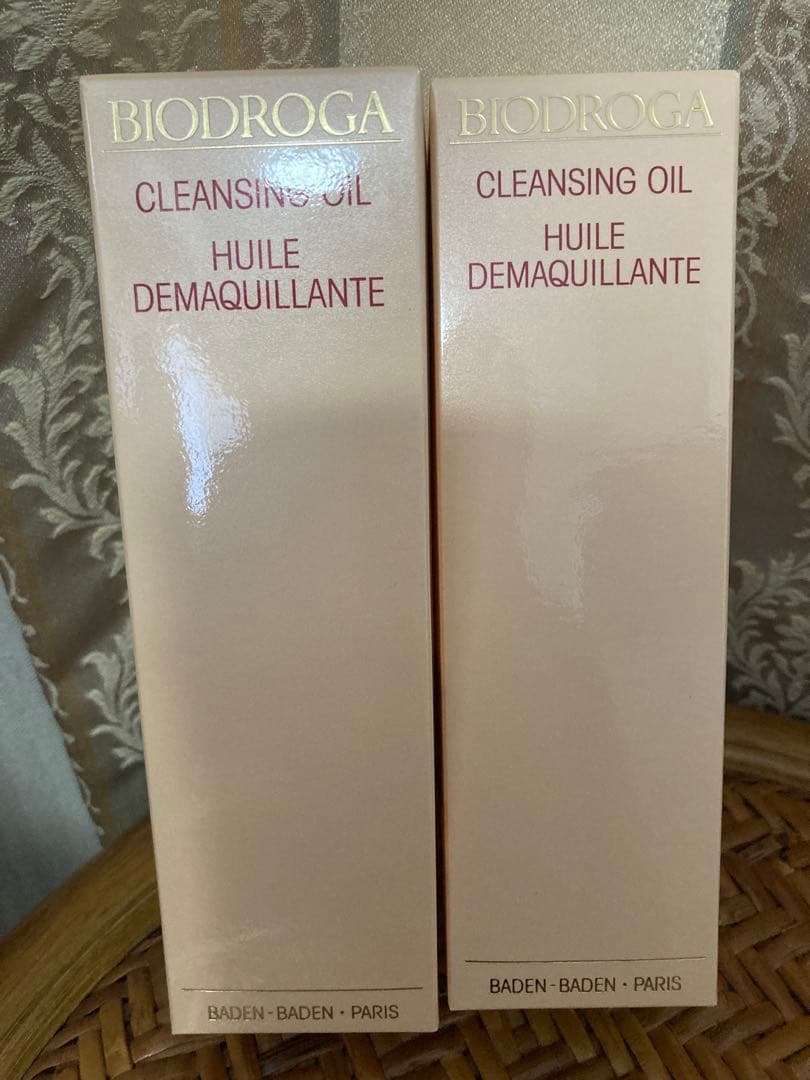 BIODROGA
CLEANSING OIL
HUILE
DEMAQUILLANTE
BADEN-BADEN · PARIS
BIODROGA
CLEANSING OIL
HUILE
DEMAQUILLANTE
BADEN-BADEN · PARIS